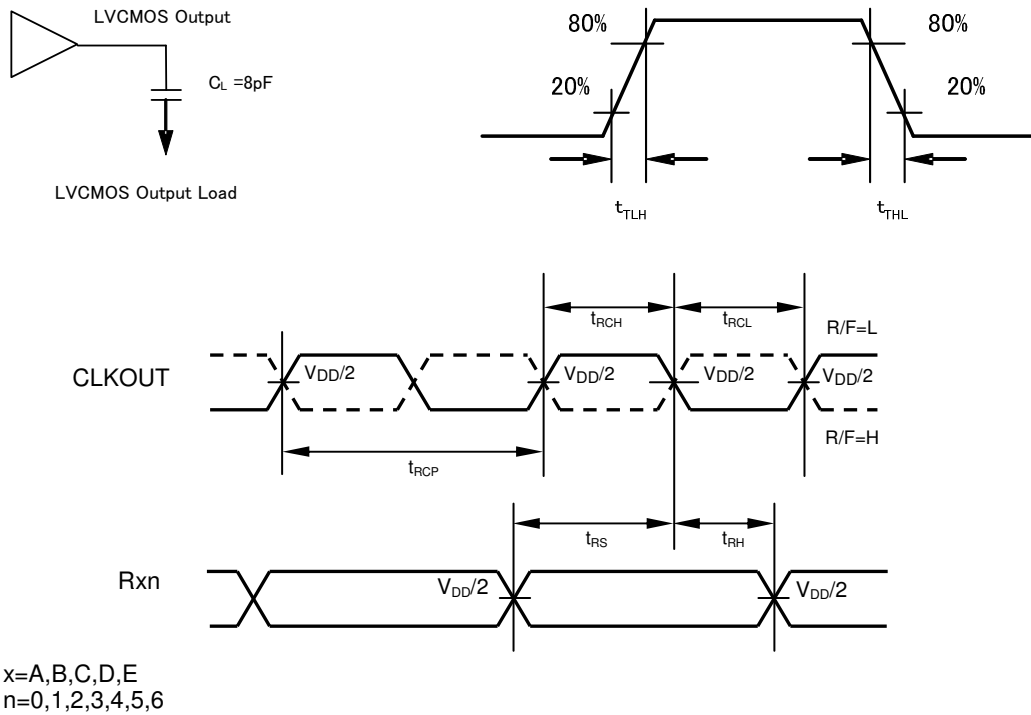 LVCMOS Output
C_L =8pF
LVCMOS Output Load
80%
80%
20%
20%
t_TLH
t_THL
t_RCH
t_RCL
R/F=L
CLKOUT
V_DD/2
V_DD/2
V_DD/2
V_DD/2
R/F=H
t_RCP
t_RS
t_RH
Rxn
V_DD/2
V_DD/2
x=A,B,C,D,E
n=0,1,2,3,4,5,6